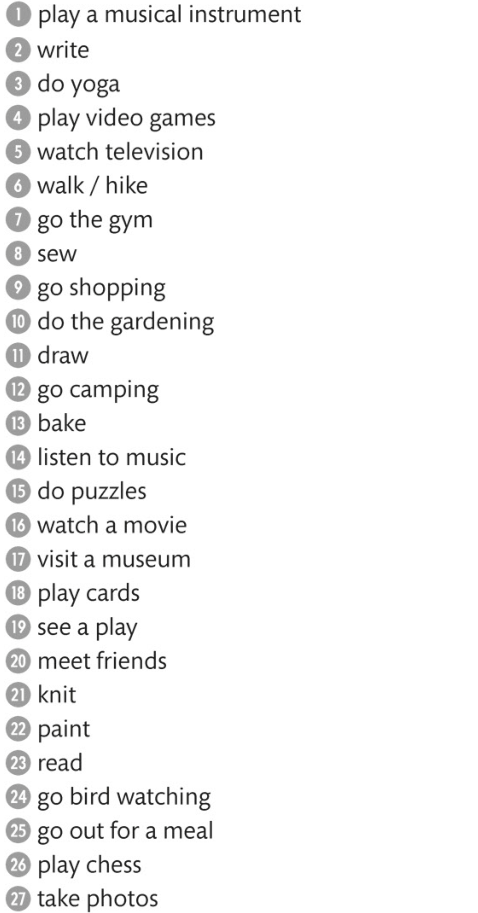 1 play a musical instrument
2 write
3 do yoga
4 play video games
5 watch television
6 walk / hike
7 go the gym
8 sew
9 go shopping
10 do the gardening
11 draw
12 go camping
13 bake
14 listen to music
15 do puzzles
16 watch a movie
17 visit a museum
18 play cards
19 see a play
20 meet friends
21 knit
22 paint
23 read
24 go bird watching
25 go out for a meal
26 play chess
27 take photos